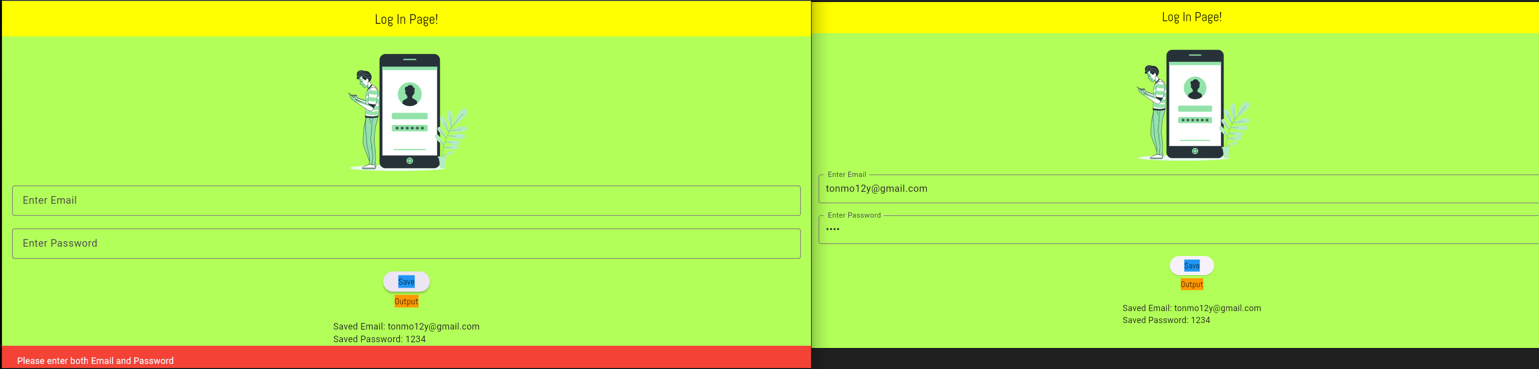 Log In Page!
Enter Email
Enter Password
Save
Output
Saved Email: tonmo12y@gmail.com
Saved Password: 1234
Please enter both Email and Password
Log In Page!
Enter Email
tonmo12y@gmail.com
Enter Password
••••
Save
Output
Saved Email: tonmo12y@gmail.com
Saved Password: 1234